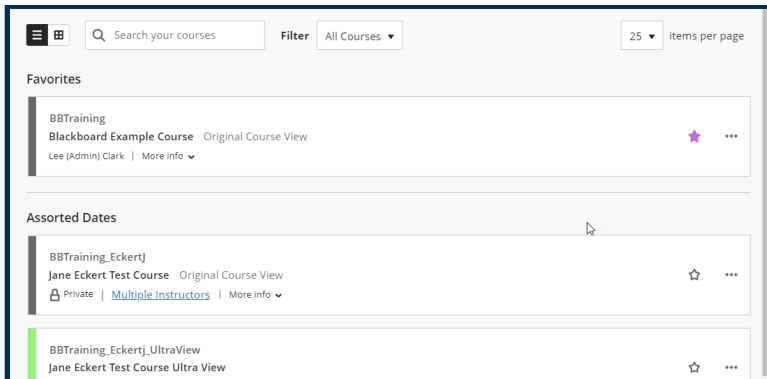 Search your courses Filter All Courses 25 items per page
Favorites
BBTraining
Blackboard Example Course Original Course View
Lee (Admin) Clark | More info
Assorted Dates
BBTraining_EckertJ
Jane Eckert Test Course Original Course View
Private | Multiple Instructors | More info
BBTraining_Eckertj_UltraView
Jane Eckert Test Course Ultra View